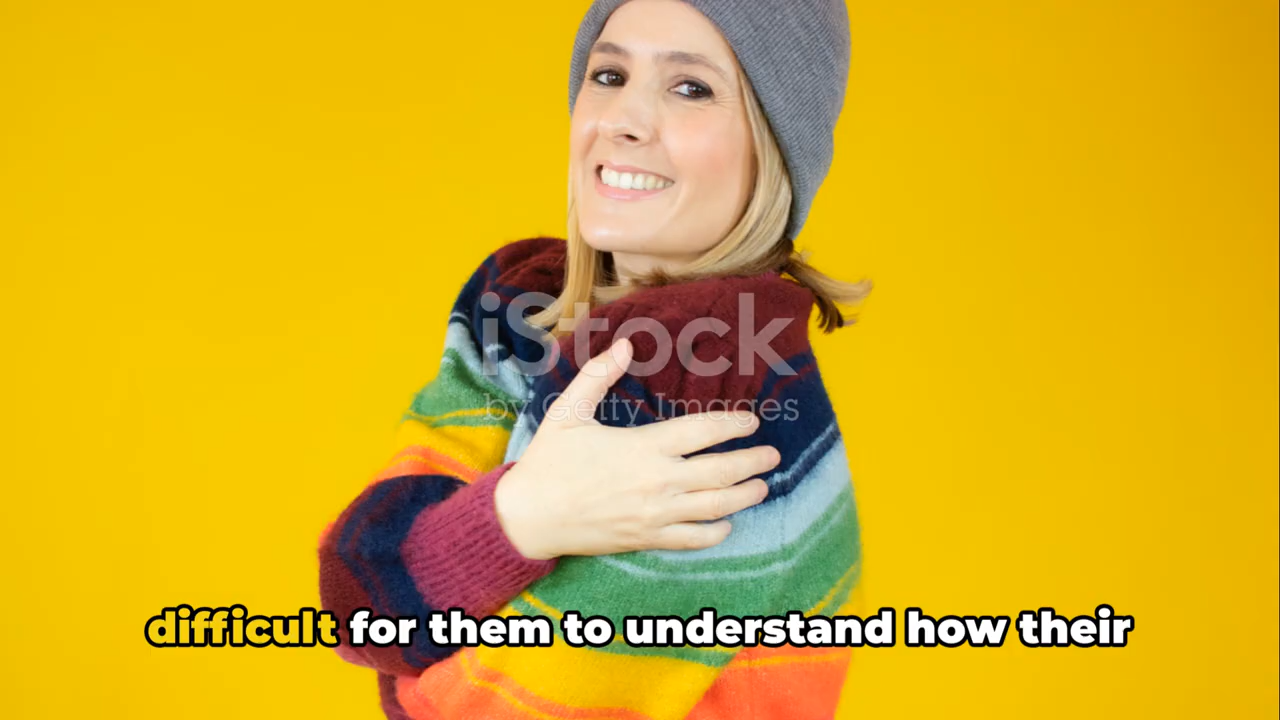 iStock
by Getty Images
difficult for them to understand how their